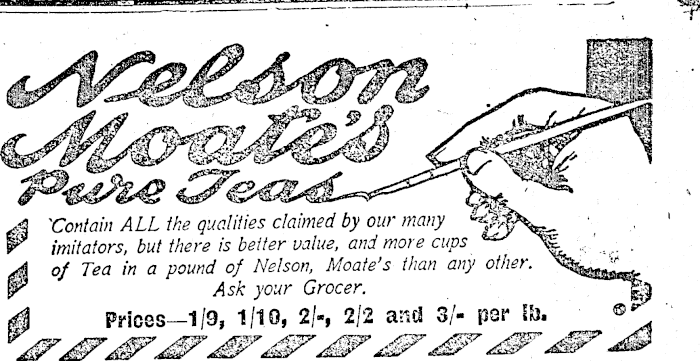 Nelson
Moate's
Pure Teas
Contain ALL the qualities claimed by our many
imitators, but there is better value, and more cups
of Tea in a pound of Nelson, Moate's than any other.
Ask your Grocer.
Prices—1/9, 1/10, 2/-, 2/2 and 3/- per lb.